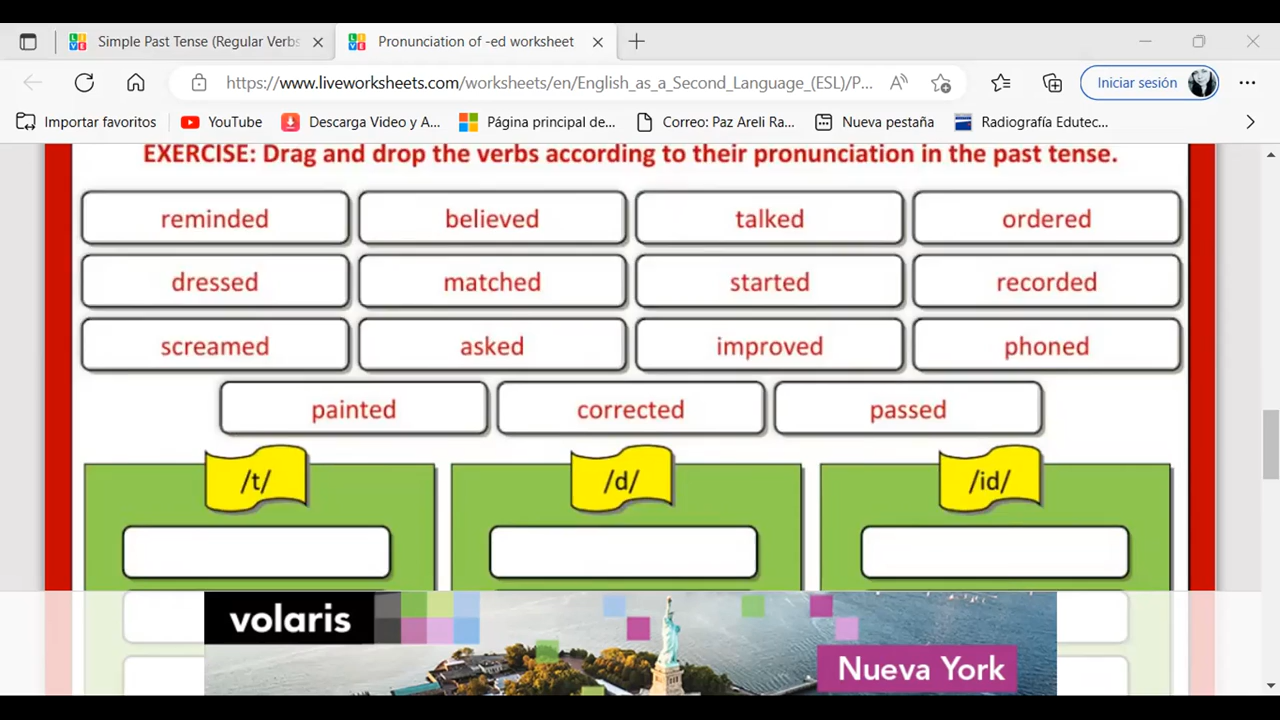 Simple Past Tense (Regular Verbs
Pronunciation of -ed worksheet
https://www.liveworksheets.com/worksheets/en/English_as_a_Second_Language_(ESL)/P...
Iniciar sesión
Importar favoritos
YouTube
Descarga Video y A...
Página principal de...
Correo: Paz Areli Ra...
Nueva pestaña
Radiografía Edutec...
EXERCISE: Drag and drop the verbs according to their pronunciation in the past tense.
reminded believed talked ordered
dressed matched started recorded
screamed asked improved phoned
painted corrected passed
/t/ /d/ /id/
volaris
Nueva York